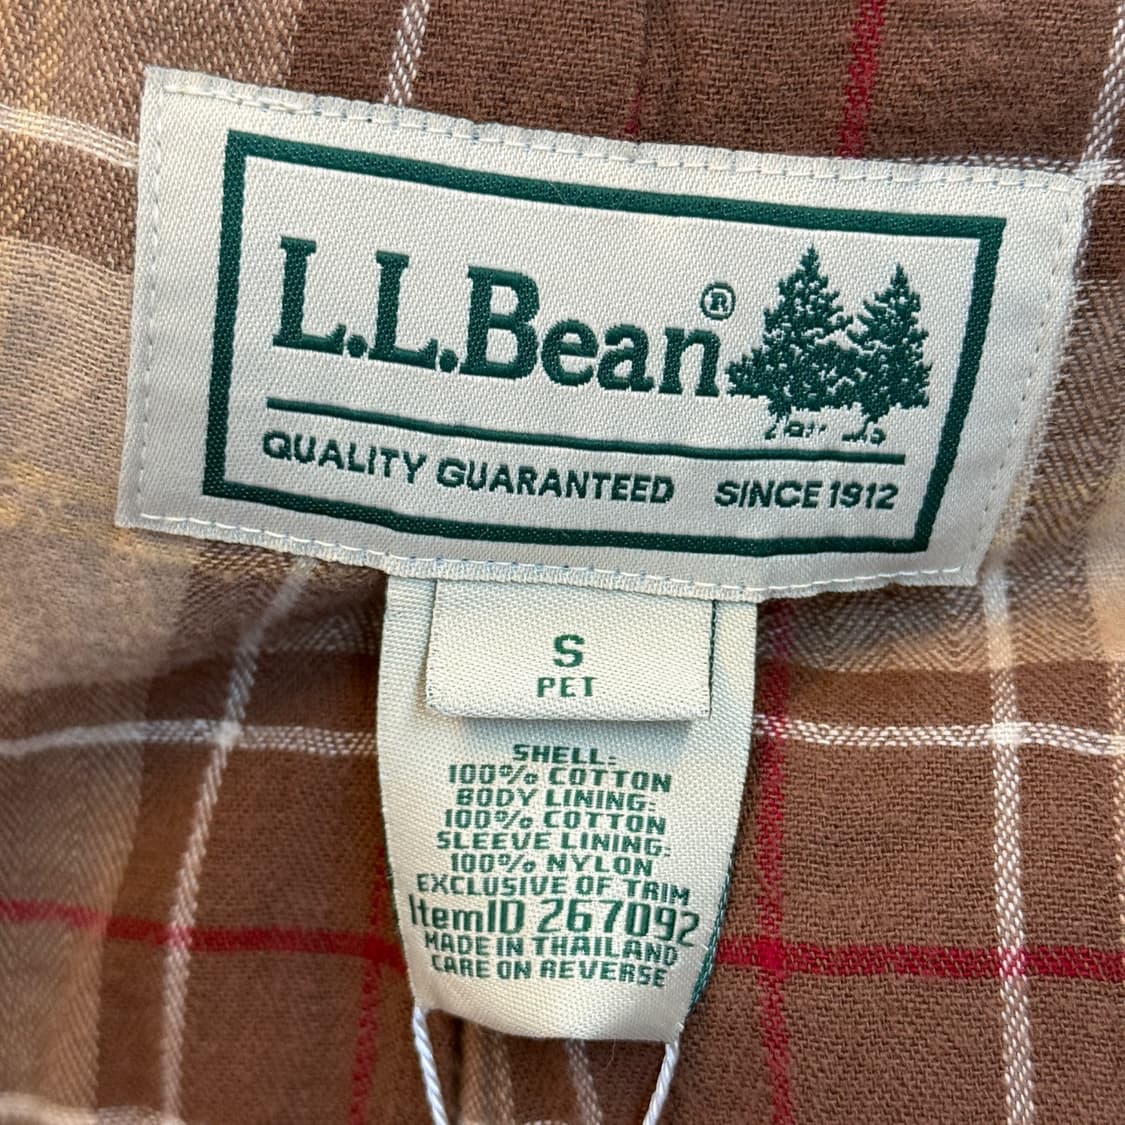 L.L.Bean®
QUALITY GUARANTEED SINCE 1912
S
PET
SHELL:
100% COTTON
BODY LINING:
100% COTTON
SLEEVE LINING:
100% NYLON
EXCLUSIVE OF TRIM
ItemID 267092
MADE IN THAILAND
CARE ON REVERSE